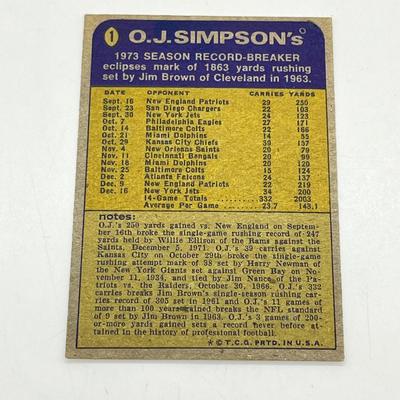 1 O.J. SIMPSON's
1973 SEASON RECORD-BREAKER
eclipses mark of 1863 yards rushing
set by Jim Brown of Cleveland in 1963.
DATE OPPONENT CARRIES YARDS
Sept. 16 New England Patriots 29 250
Sept. 23 San Diego Chargers 22 103
Sept. 30 New York Jets 24 123
Oct. 7 Philadelphia Eagles 27 171
Oct. 14 Baltimore Colts 22 166
Oct. 21 Miami Dolphins 14 55
Oct. 29 Kansas City Chiefs 39 157
Nov. 4 New Orleans Saints 20 79
Nov. 11 Cincinnati Bengals 20 99
Nov. 18 Miami Dolphins 20 120
Nov. 25 Baltimore Colts 15 124
Dec. 2 Atlanta Falcons 24 137
Dec. 9 New England Patriots 22 219
Dec. 16 New York Jets 34 200
14-Game Totals 332 2003
Average Per Game 23.7 143.1
notes:
O.J.'s 250 yards gained vs. New England on Septem-
ber 16th broke the single-game rushing record of 247
yards held by Willie Ellison of the Rams against the
Saints, December 5, 1971. O.J.'s 39 carries against
Kansas City on October 29th broke the single-game
rushing attempt mark of 38 set by Harry Newman of
the New York Giants set against Green Bay on No-
vember 11, 1934, and tied by Jim Nance of the Pa-
triots vs. the Raiders, October 30, 1966. O.J.'s 332
carries breaks Jim Brown's single-season rushing car-
ries record of 305 set in 1961 and O.J.'s 11 games of
more than 100 yards gained breaks the NFL standard
of 9 set by Jim Brown in 1963. O.J.'s 3 games of 200-
or-more yards gained sets a record never before at-
tained in the history of professional football.
* © T.C.G. PRTD. IN U.S.A.